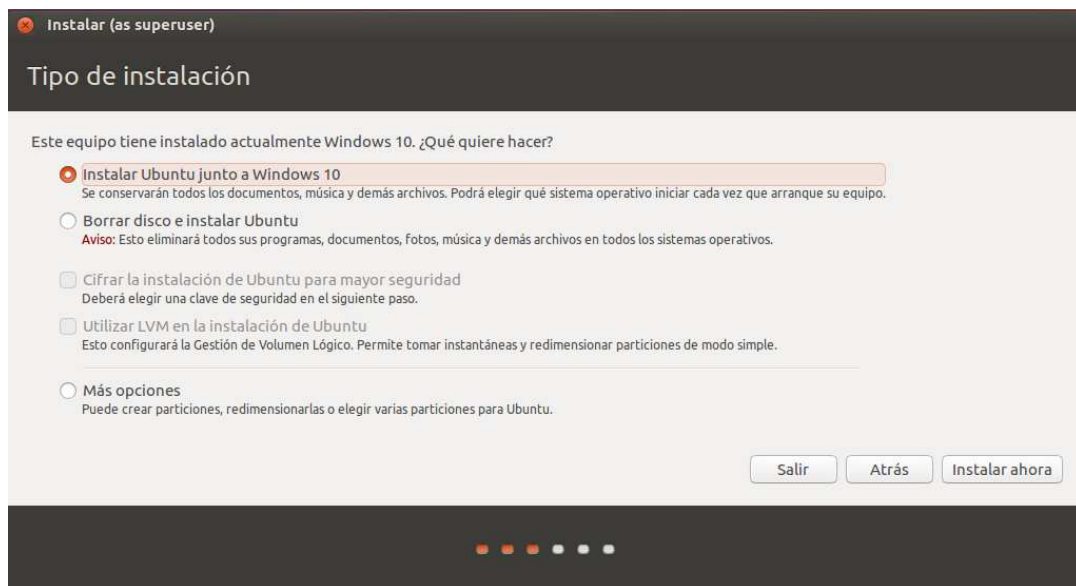 Instalar (as superuser)
Tipo de instalación
Este equipo tiene instalado actualmente Windows 10. ¿Qué quiere hacer?
Instalar Ubuntu junto a Windows 10
Se conservarán todos los documentos, música y demás archivos. Podrá elegir qué sistema operativo iniciar cada vez que arranque su equipo.
Borrar disco e instalar Ubuntu
Aviso: Esto eliminará todos sus programas, documentos, fotos, música y demás archivos en todos los sistemas operativos.
Cifrar la instalación de Ubuntu para mayor seguridad
Deberá elegir una clave de seguridad en el siguiente paso.
Utilizar LVM en la instalación de Ubuntu
Esto configurará la Gestión de Volumen Lógico. Permite tomar instantáneas y redimensionar particiones de modo simple.
Más opciones
Puede crear particiones, redimensionarlas o elegir varias particiones para Ubuntu.
Salir Atrás Instalar ahora